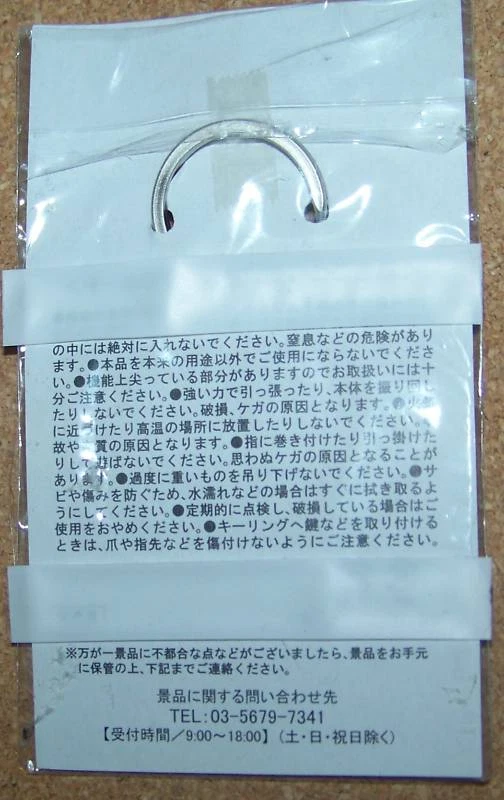 の中には絶対に入れないでください。窒息などの危険があり
ます。●本品を本来の用途以外でご使用にならないでくださ
い。●機能上尖っている部分がありますのでお取扱いには十
分ご注意ください。●強い力で引っ張ったり、本体を振り回し
たりしないでください。破損、ケガの原因となります。●火気
に近づけたり高温の場所に放置したりしないでください。
故や 質の原因となります。●指に巻き付けたり引っ掛けた
りして遊ばないでください。思わぬケガの原因となることが
あります。●過度に重いものを吊り下げないでください。●サ
ビや傷みを防ぐため、水濡れなどの場合はすぐに拭き取るよ
うにしてください。●定期的に点検し、破損している場合はご
使用をおやめください。●キーリングへ鍵などを取り付ける
ときは、爪や指先などを傷付けないようにご注意ください。
※万が一景品に不都合な点などがございましたら、景品をお手元
に保管の上、下記までご連絡ください。
景品に関する問い合わせ先
TEL:03-5679-7341
【受付時間/9:00〜18:00】(土・日・祝日除く)